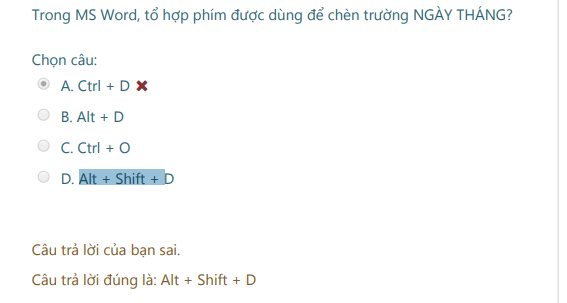 Trong MS Word, tổ hợp phím được dùng để chèn trường NGÀY THÁNG?
Chọn câu:
A. Ctrl + D ✖
B. Alt + D
C. Ctrl + O
D. Alt + Shift + D
Câu trả lời của bạn sai.
Câu trả lời đúng là: Alt + Shift + D